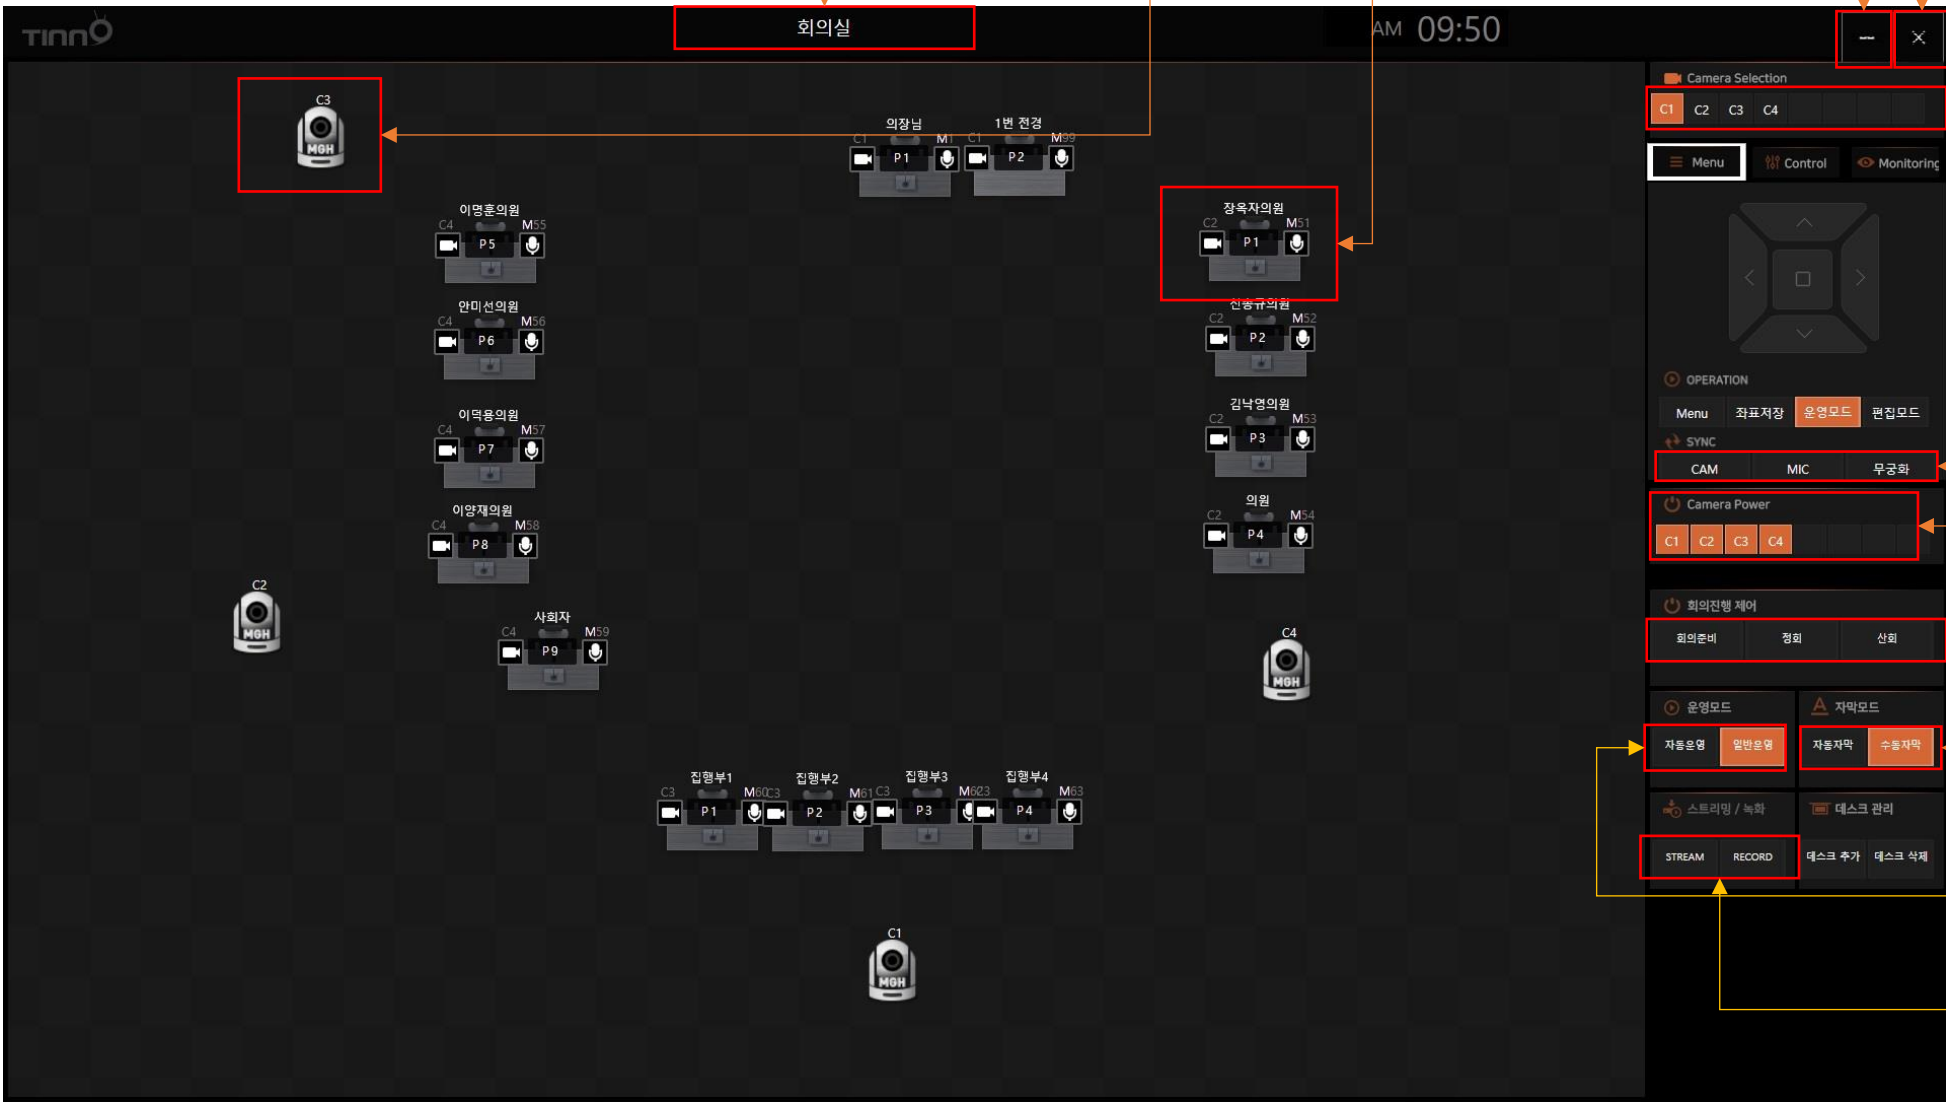 TINNO
회의실
AM 09:50
Camera Selection
C1 C2 C3 C4
Menu Control Monitoring
OPERATION
Menu 좌표저장 운영모드 편집모드
SYNC
CAM MIC 무궁화
Camera Power
C1 C2 C3 C4
회의진행 제어
회의준비 정회 산회
운영모드
자동운영 일반운영
자막모드
자동자막 수동자막
스트리밍 / 녹화
STREAM RECORD
데스크 관리
데스크 추가 데스크 삭제
C3
MGH
의장님
C1 M1
P1
1번 전경
C1 M99
P2
이명훈의원
C4 M55
P5
장옥자의원
C2 M51
P1
안미선의원
C4 M56
P6
신송규의원
C2 M52
P2
이덕용의원
C4 M57
P7
김낙영의원
C2 M53
P3
이양재의원
C4 M58
P8
의원
C2 M54
P4
C2
MGH
사회자
C4 M59
P9
C4
MGH
집행부1
C3 M60
P1
집행부2
C3 M61
P2
집행부3
C3 M62
P3
집행부4
C3 M63
P4
C1
MGH